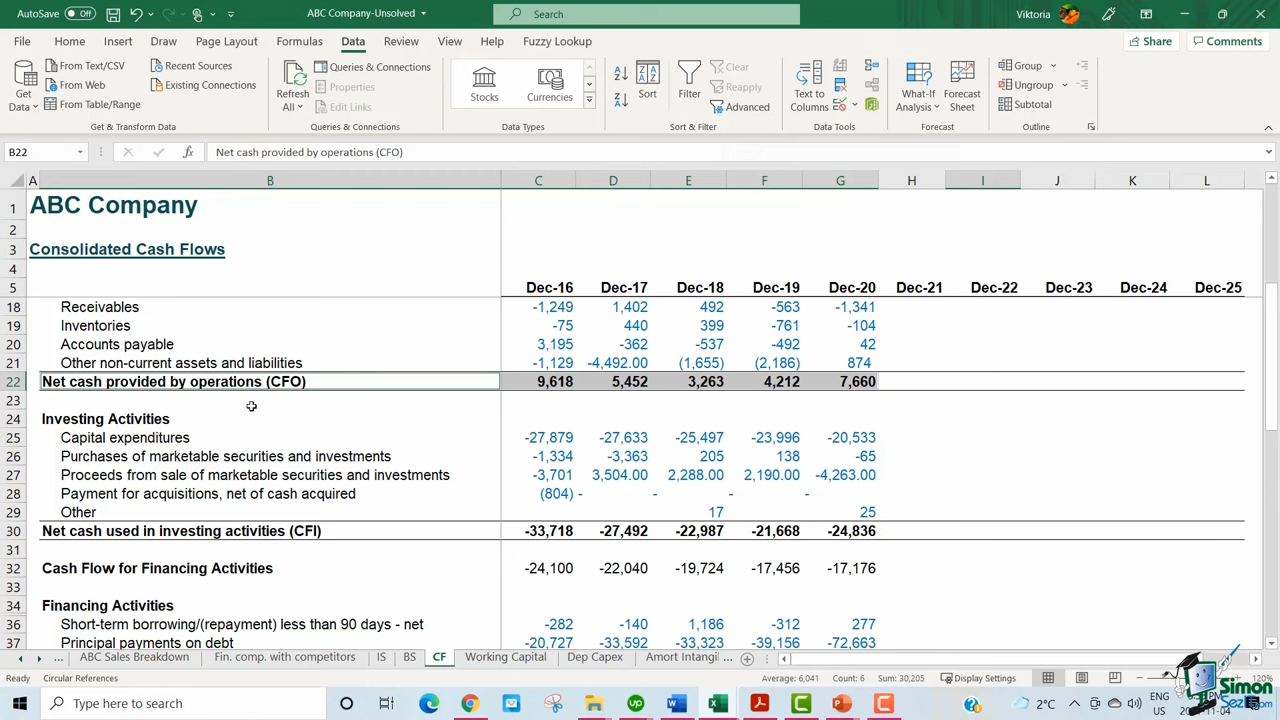 AutoSave Off ABC Company-Unsolved Search Viktoria
File Home Insert Draw Page Layout Formulas Data Review View Help Fuzzy Lookup Share Comments
From Text/CSV Recent Sources
From Web Existing Connections
From Table/Range
Get Data
Get & Transform Data
Refresh All
Queries & Connections
Properties
Edit Links
Queries & Connections
Stocks Currencies
Data Types
Sort Filter
Clear
Reapply
Advanced
Sort & Filter
Text to Columns
Data Tools
What-If Analysis
Forecast Sheet
Forecast
Group
Ungroup
Subtotal
Outline
B22 fx Net cash provided by operations (CFO)
A B C D E F G H I J K L
1 ABC Company
2
3 Consolidated Cash Flows
4
5 Dec-16 Dec-17 Dec-18 Dec-19 Dec-20 Dec-21 Dec-22 Dec-23 Dec-24 Dec-25
18 Receivables -1,249 1,402 492 -563 -1,341
19 Inventories -75 440 399 -761 -104
20 Accounts payable 3,195 -362 -537 -492 42
21 Other non-current assets and liabilities -1,129 -4,492.00 (1,655) (2,186) 874
22 Net cash provided by operations (CFO) 9,618 5,452 3,263 4,212 7,660
23
24 Investing Activities
25 Capital expenditures -27,879 -27,633 -25,497 -23,996 -20,533
26 Purchases of marketable securities and investments -1,334 -3,363 205 138 -65
27 Proceeds from sale of marketable securities and investments -3,701 3,504.00 2,288.00 2,190.00 -4,263.00
28 Payment for acquisitions, net of cash acquired (804) - - - -
29 Other 17 25
30 Net cash used in investing activities (CFI) -33,718 -27,492 -22,987 -21,668 -24,836
31
32 Cash Flow for Financing Activities -24,100 -22,040 -19,724 -17,456 -17,176
33
34 Financing Activities
36 Short-term borrowing/(repayment) less than 90 days - net -282 -140 1,186 -312 277
37 Principal payments on debt -20,727 -33,592 -33,323 -39,156 -72,663
... ABC Sales Breakdown Fin. comp. with competitors IS BS CF Working Capital Dep Capex Amort Intangi ...
Ready Circular References Average: 6,041 Count: 6 Sum: 30,205 Display Settings 120%
Type here to search 2°C ENG
Simon Sez